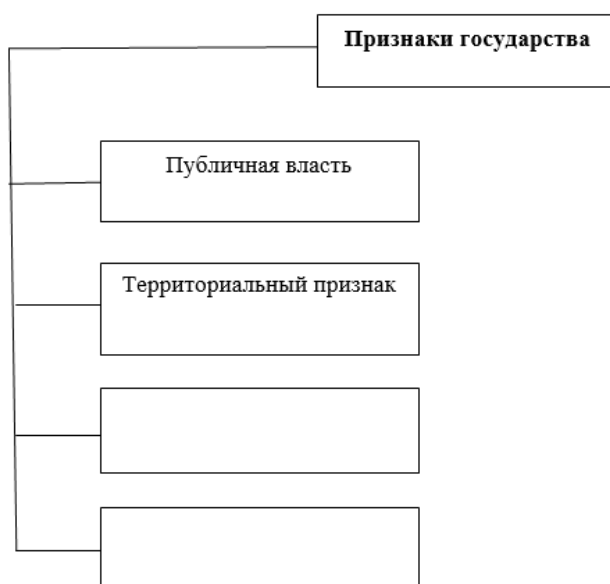 Признаки государства
Публичная власть
Территориальный признак